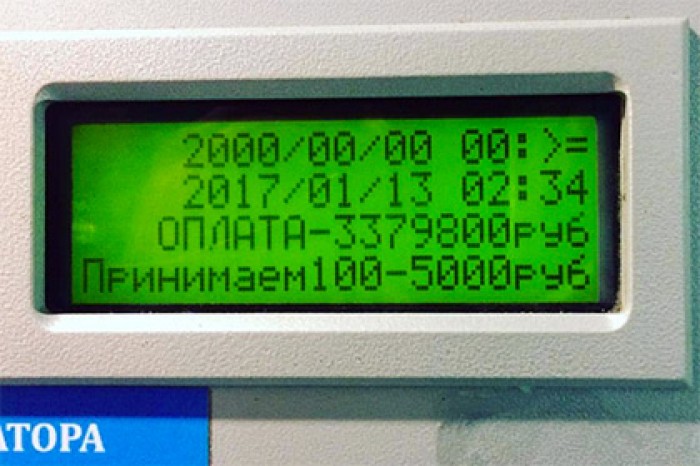 2000/00/00 00:>=
2017/01/13 02:34
ОПЛАТА-3379800руб
Принимаем100-5000руб
АТОРА